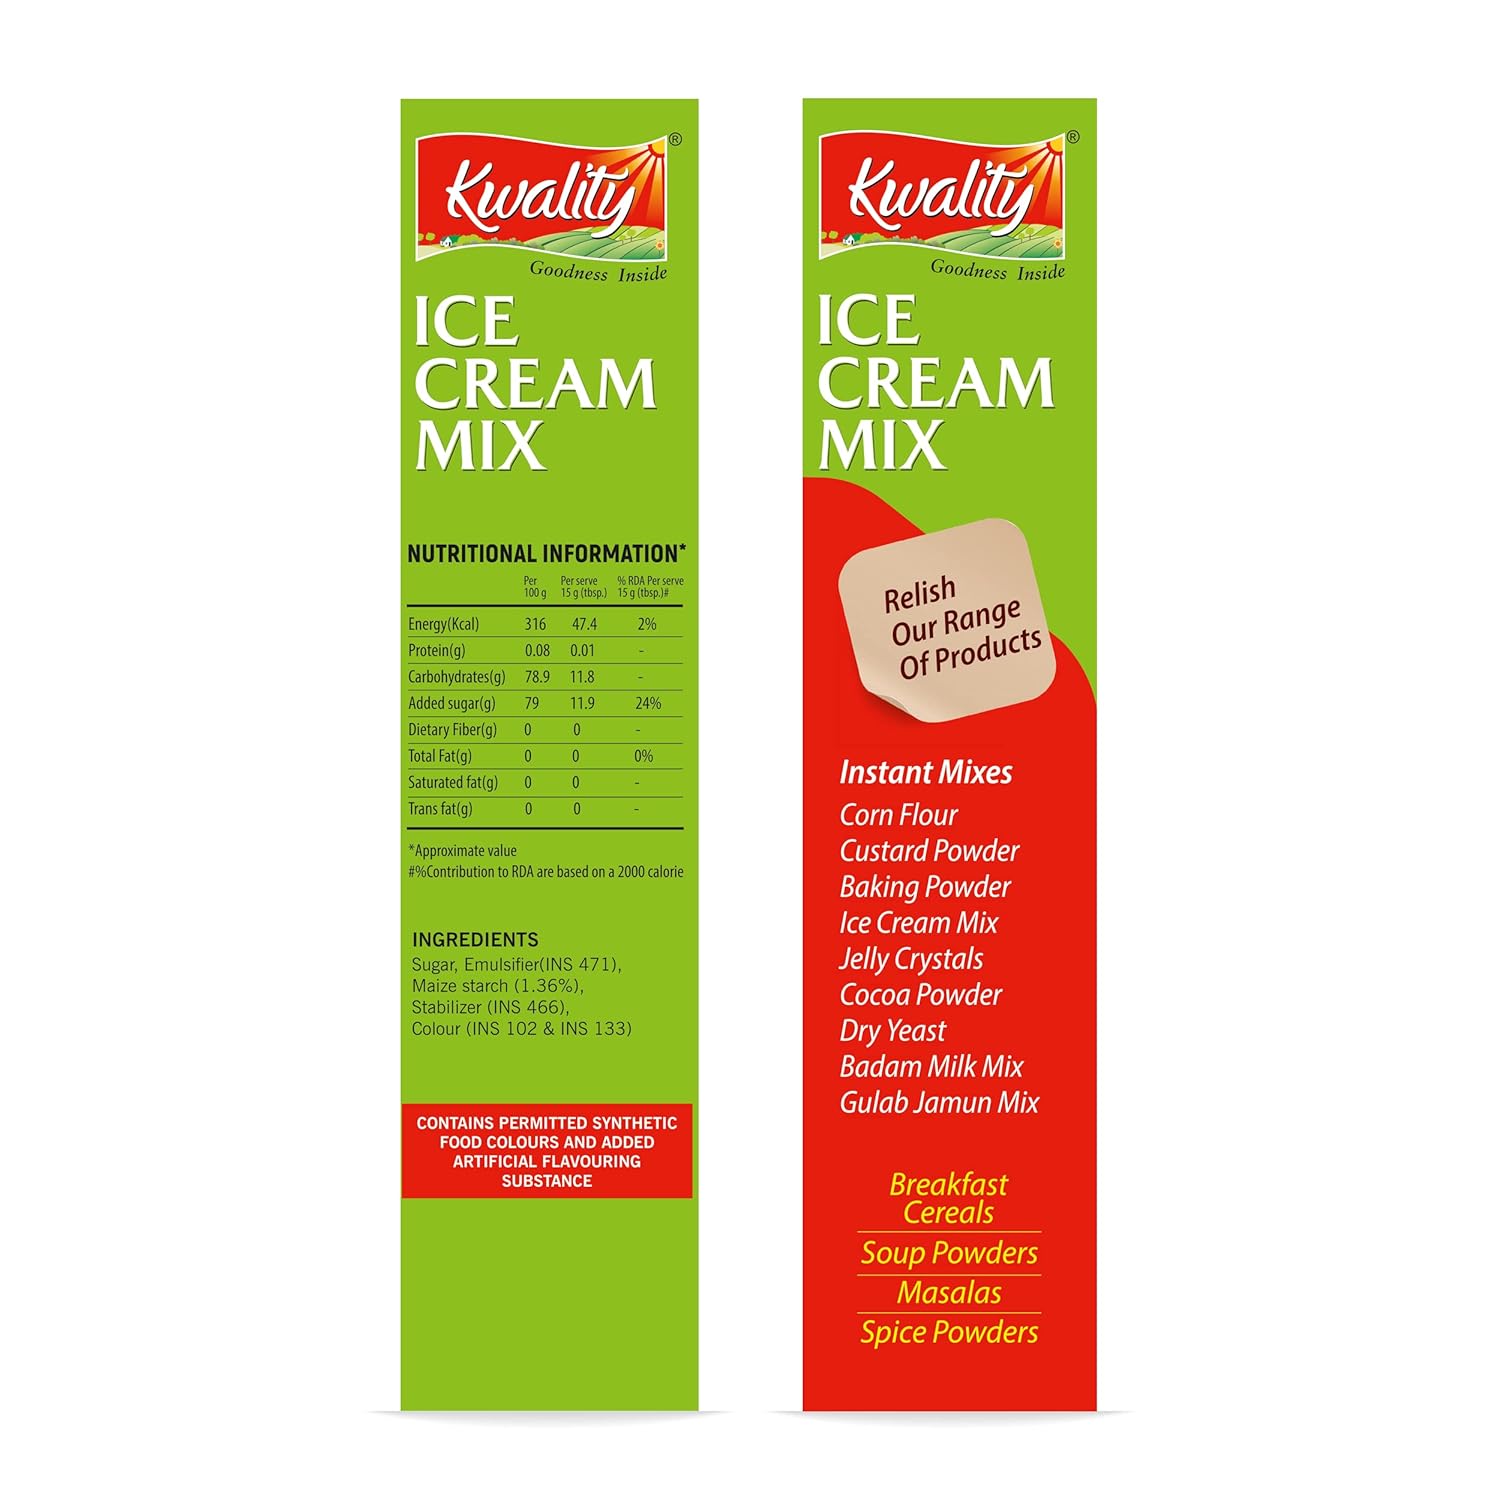 Kwality®
Goodness Inside
ICE
CREAM
MIX
NUTRITIONAL INFORMATION*
Per 100 g Per serve 15 g (tbsp.) % RDA Per serve 15 g (tbsp.)#
Energy(Kcal) 316 47.4 2%
Protein(g) 0.08 0.01 -
Carbohydrates(g) 78.9 11.8 -
Added sugar(g) 79 11.9 24%
Dietary Fiber(g) 0 0 -
Total Fat(g) 0 0 0%
Saturated fat(g) 0 0 -
Trans fat(g) 0 0 -
*Approximate value
#%Contribution to RDA are based on a 2000 calorie
INGREDIENTS
Sugar, Emulsifier(INS 471),
Maize starch (1.36%),
Stabilizer (INS 466),
Colour (INS 102 & INS 133)
CONTAINS PERMITTED SYNTHETIC
FOOD COLOURS AND ADDED
ARTIFICIAL FLAVOURING
SUBSTANCE
Kwality®
Goodness Inside
ICE
CREAM
MIX
Relish
Our Range
Of Products
Instant Mixes
Corn Flour
Custard Powder
Baking Powder
Ice Cream Mix
Jelly Crystals
Cocoa Powder
Dry Yeast
Badam Milk Mix
Gulab Jamun Mix
Breakfast
Cereals
Soup Powders
Masalas
Spice Powders